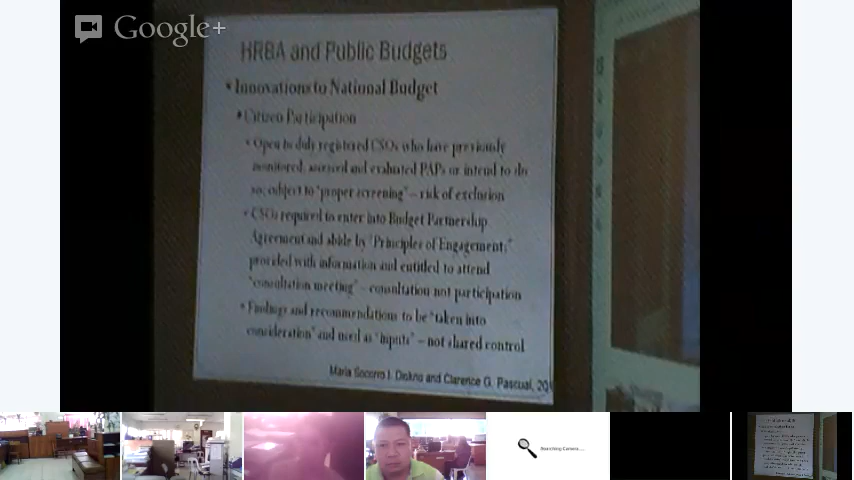 Google+
HRBA and Public Budgets
Innovations to National Budget
Citizen Participation
Open to duly registered CSOs who have previously
monitored, assessed and evaluated PAPs or intend to do
so, subject to "proper screening" – risk of exclusion
CSOs required to enter into Budget Partnership
Agreement and abide by "Principles of Engagement;"
provided with information and entitled to attend
"consultation meeting" – consultation not participation
Findings and recommendations to be "taken into
consideration" and used as "inputs" – not shared control
Maria Socorro I. Diokno and Clarence G. Pascual, 20
Searching Camera.....